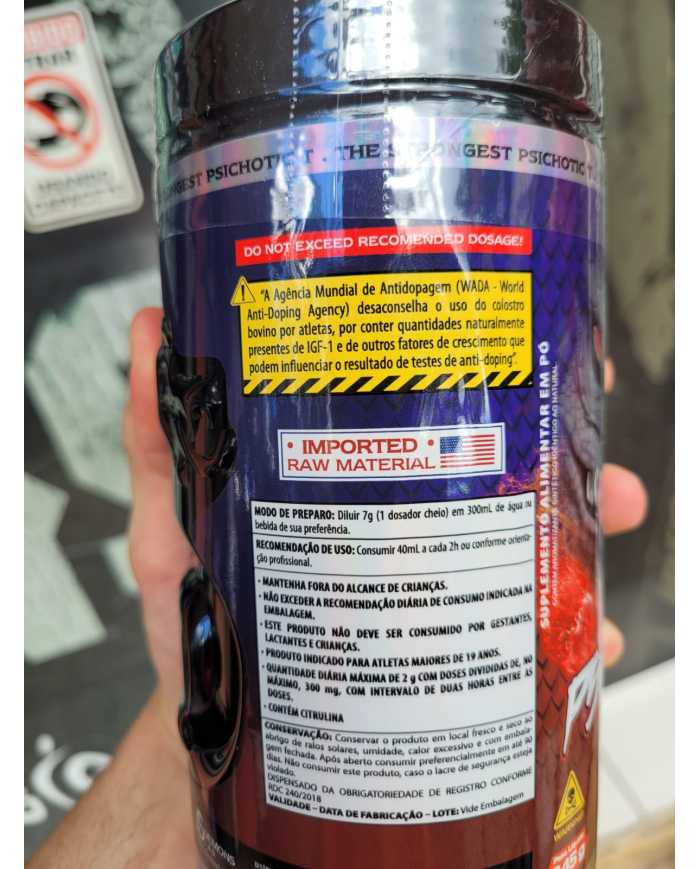 NGEST PSICHOTIC T • THE STRONGEST PSICHOTIC T
DO NOT EXCEED RECOMENDED DOSAGE!
"A Agência Mundial de Antidopagem (WADA - World
Anti-Doping Agency) desaconselha o uso do colostro
bovino por atletas, por conter quantidades naturalmente
presentes de IGF-1 e de outros fatores de crescimento que
podem influenciar o resultado de testes de anti-doping".
• IMPORTED •
RAW MATERIAL
MODO DE PREPARO: Diluir 7g (1 dosador cheio) em 300mL de água ou
bebida de sua preferência.
RECOMENDAÇÃO DE USO: Consumir 40mL a cada 2h ou conforme orienta-
ção profissional.
• MANTENHA FORA DO ALCANCE DE CRIANÇAS.
• NÃO EXCEDER A RECOMENDAÇÃO DIÁRIA DE CONSUMO INDICADA NA
EMBALAGEM.
• ESTE PRODUTO NÃO DEVE SER CONSUMIDO POR GESTANTES,
LACTANTES E CRIANÇAS.
• PRODUTO INDICADO PARA ATLETAS MAIORES DE 19 ANOS.
• QUANTIDADE DIÁRIA MÁXIMA DE 2 g COM DOSES DIVIDIDAS DE, NO
MÁXIMO, 300 mg, COM INTERVALO DE DUAS HORAS ENTRE AS
DOSES.
• CONTÉM CITRULINA
CONSERVAÇÃO: Conservar o produto em local fresco e seco ao
abrigo de raios solares, umidade, calor excessivo e com embala-
gem fechada. Após aberto consumir preferencialmente em até 90
dias. Não consumir este produto, caso o lacre de segurança esteja
violado.
DISPENSADO DA OBRIGATORIEDADE DE REGISTRO CONFORME
RDC 240/2018
VALIDADE – DATA DE FABRICAÇÃO – LOTE: Vide Embalagem
SUPLEMENTO ALIMENTAR EM PÓ
CONTÉM AROMATIZANTE SINTÉTICO IDÊNTICO AO NATURAL
WARNING